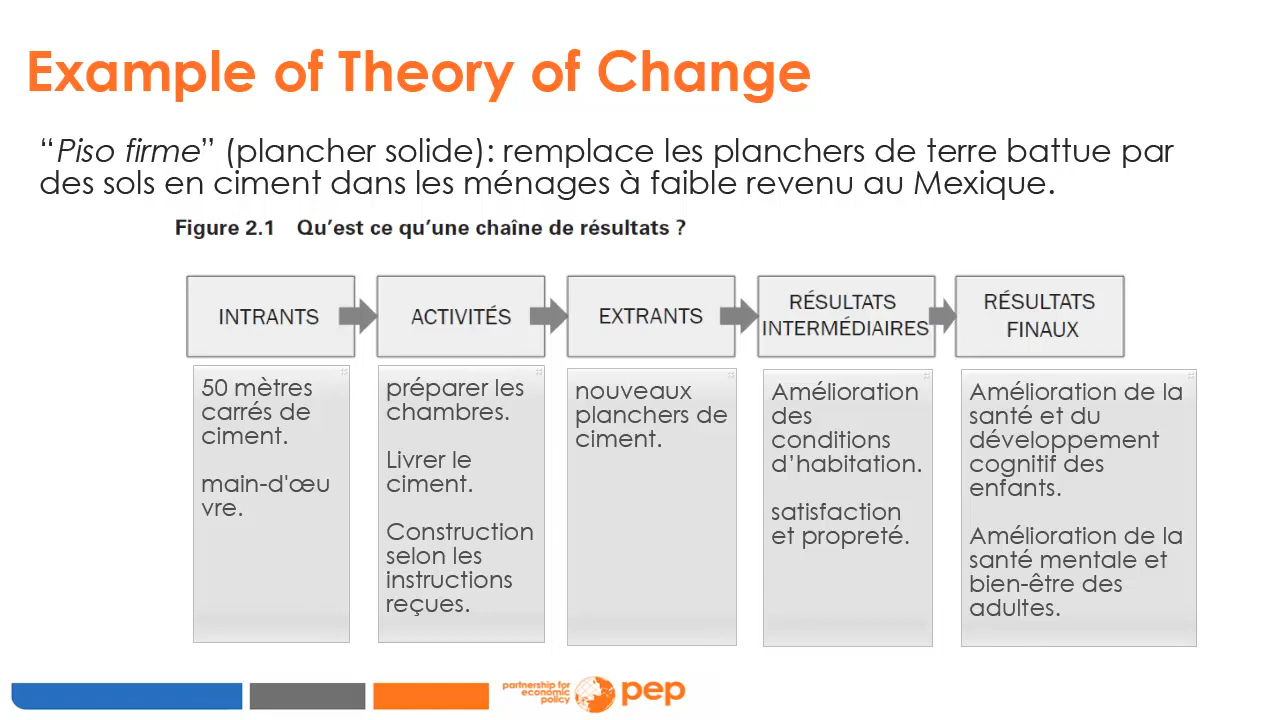 Example of Theory of Change
“Piso firme” (plancher solide): remplace les planchers de terre battue par
des sols en ciment dans les ménages à faible revenu au Mexique.
Figure 2.1 Qu’est ce qu’une chaîne de résultats ?
INTRANTS
ACTIVITÉS
EXTRANTS
RÉSULTATS
INTERMÉDIAIRES
RÉSULTATS
FINAUX
50 mètres
carrés de
ciment.
main-d'œu
vre.
préparer les
chambres.
Livrer le
ciment.
Construction
selon les
instructions
reçues.
nouveaux
planchers de
ciment.
Amélioration
des
conditions
d’habitation.
satisfaction
et propreté.
Amélioration de la
santé et du
développement
cognitif des
enfants.
Amélioration de la
santé mentale et
bien-être des
adultes.
partnership for
economic
policy
pep